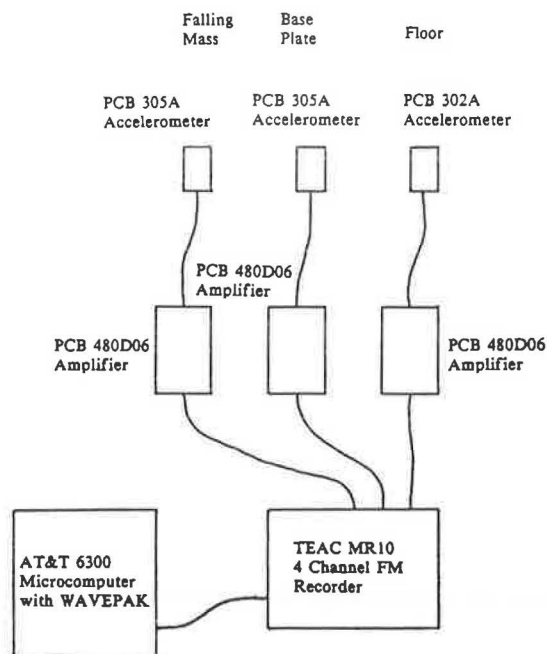 Falling
Mass
Base
Plate
Floor
PCB 305A
Accelerometer
PCB 305A
Accelerometer
PCB 302A
Accelerometer
PCB 480D06
Amplifier
PCB 480D06
Amplifier
PCB 480D06
Amplifier
AT&T 6300
Microcomputer
with WAVEPAK
TEAC MR10
4 Channel FM
Recorder